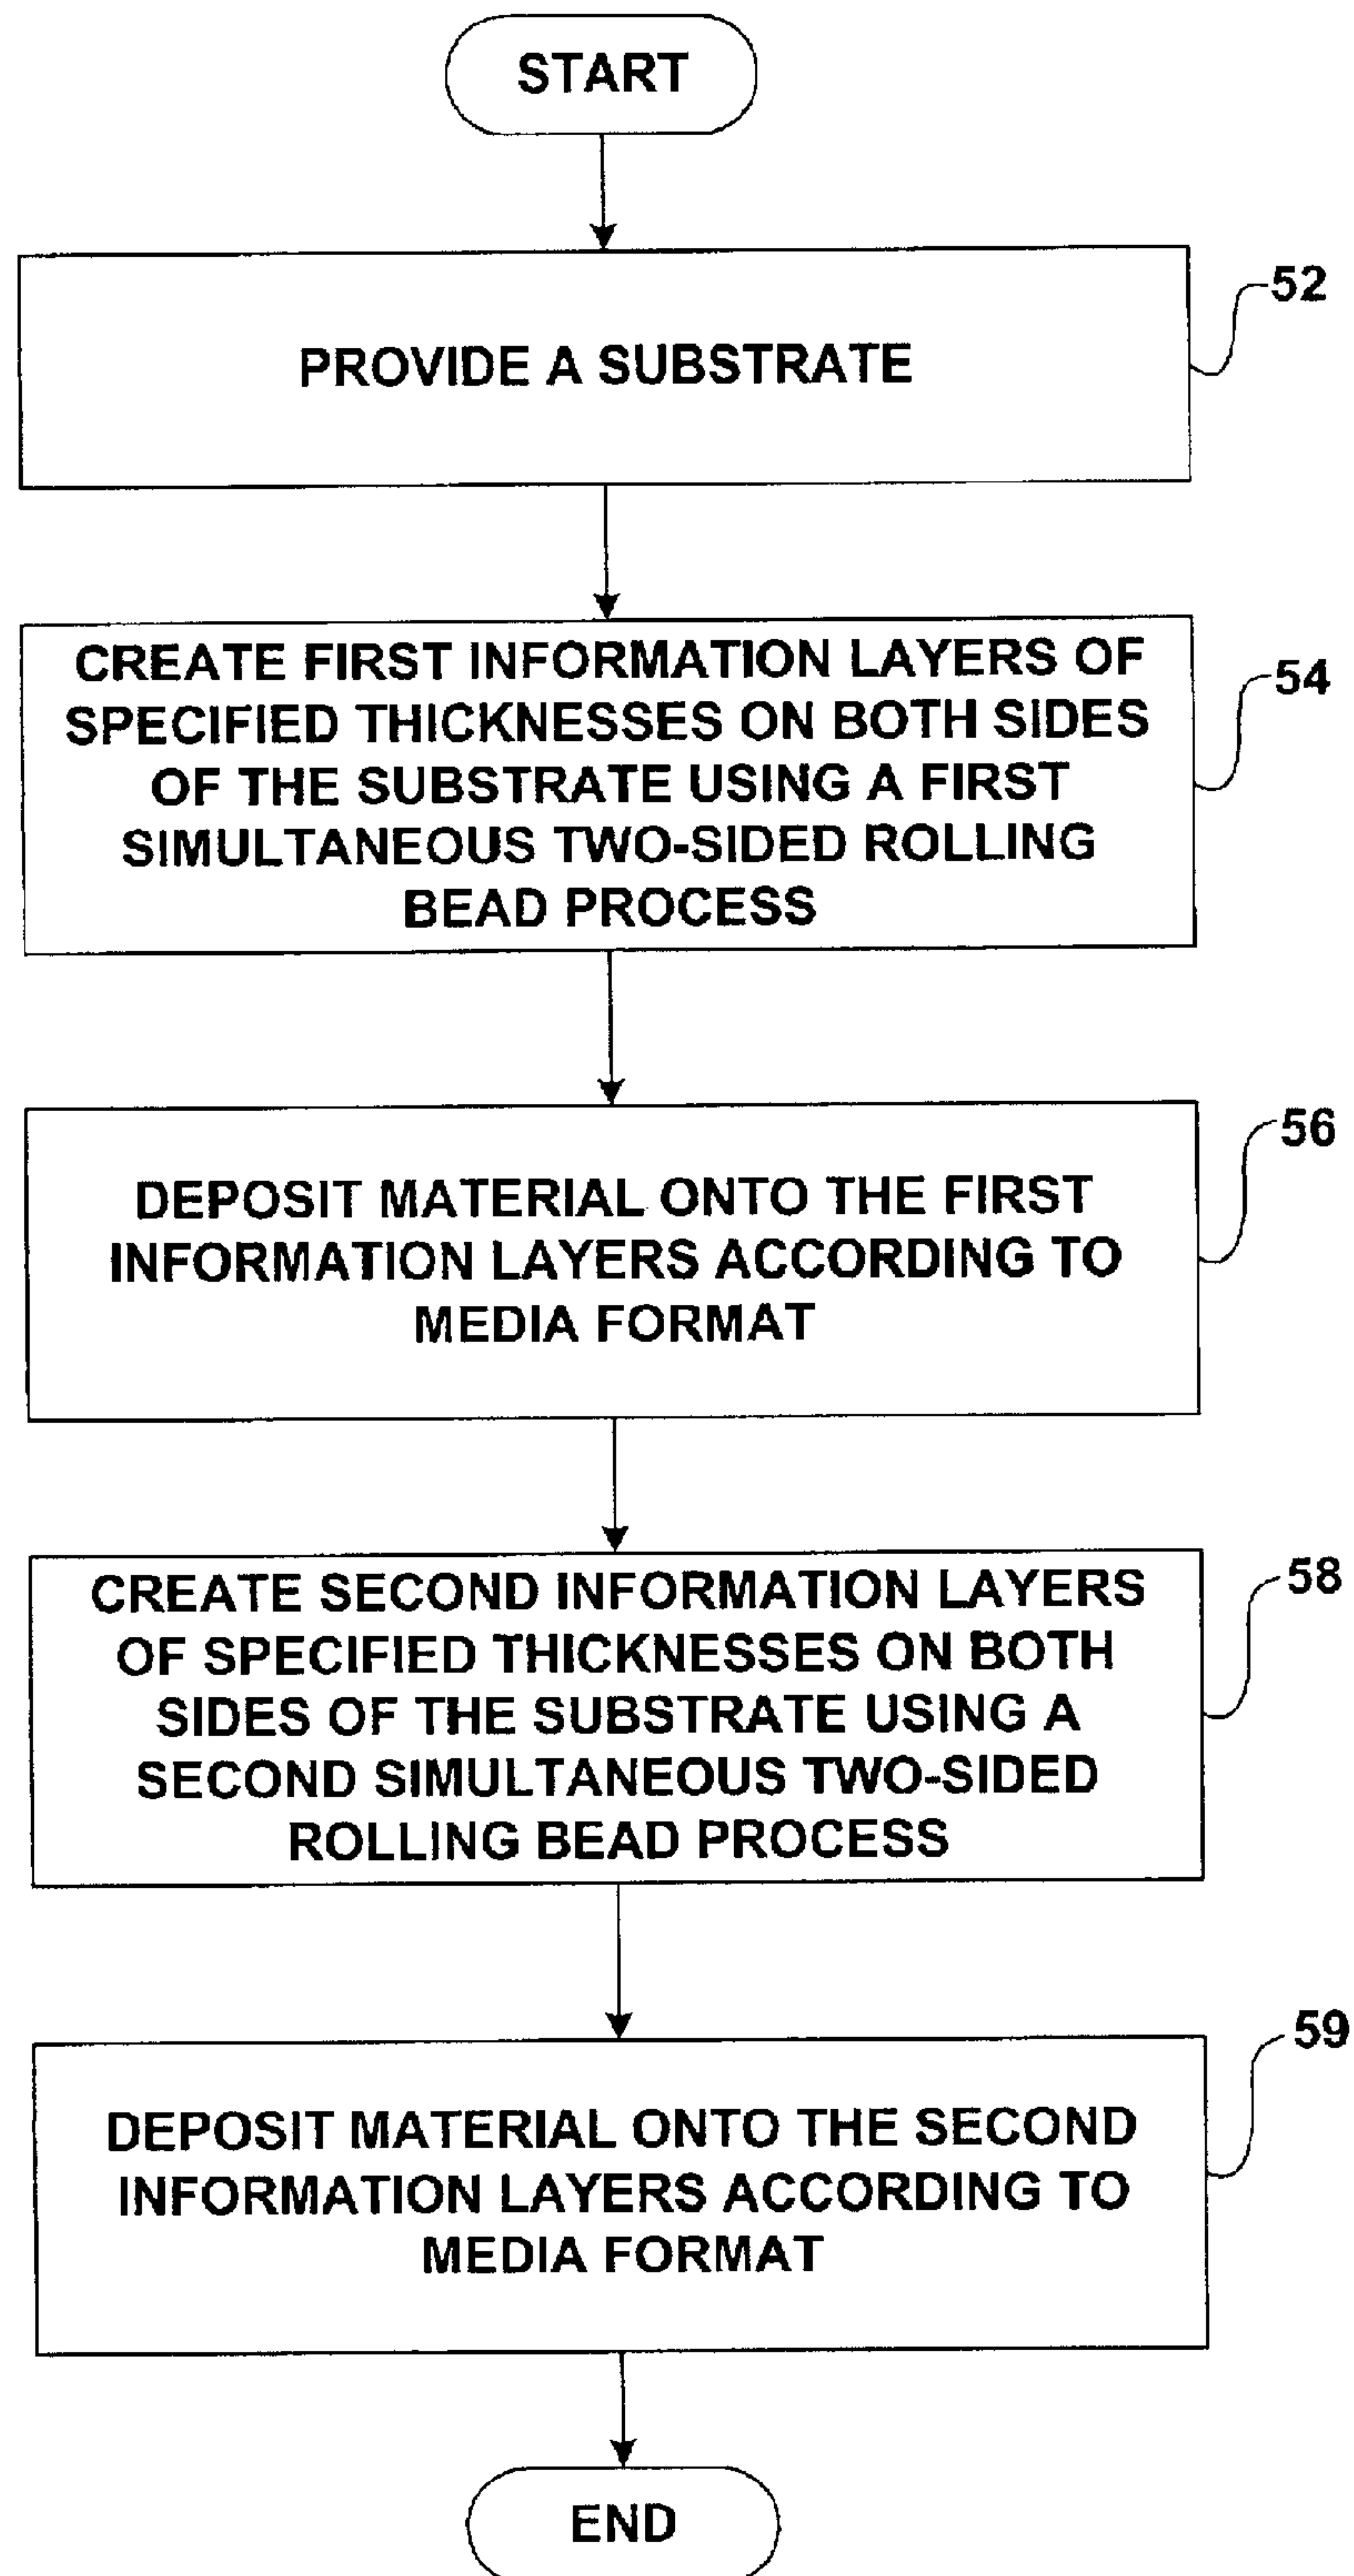 START
52
PROVIDE A SUBSTRATE
54
CREATE FIRST INFORMATION LAYERS OF
SPECIFIED THICKNESSES ON BOTH SIDES
OF THE SUBSTRATE USING A FIRST
SIMULTANEOUS TWO-SIDED ROLLING
BEAD PROCESS
56
DEPOSIT MATERIAL ONTO THE FIRST
INFORMATION LAYERS ACCORDING TO
MEDIA FORMAT
58
CREATE SECOND INFORMATION LAYERS
OF SPECIFIED THICKNESSES ON BOTH
SIDES OF THE SUBSTRATE USING A
SECOND SIMULTANEOUS TWO-SIDED
ROLLING BEAD PROCESS
59
DEPOSIT MATERIAL ONTO THE SECOND
INFORMATION LAYERS ACCORDING TO
MEDIA FORMAT
END